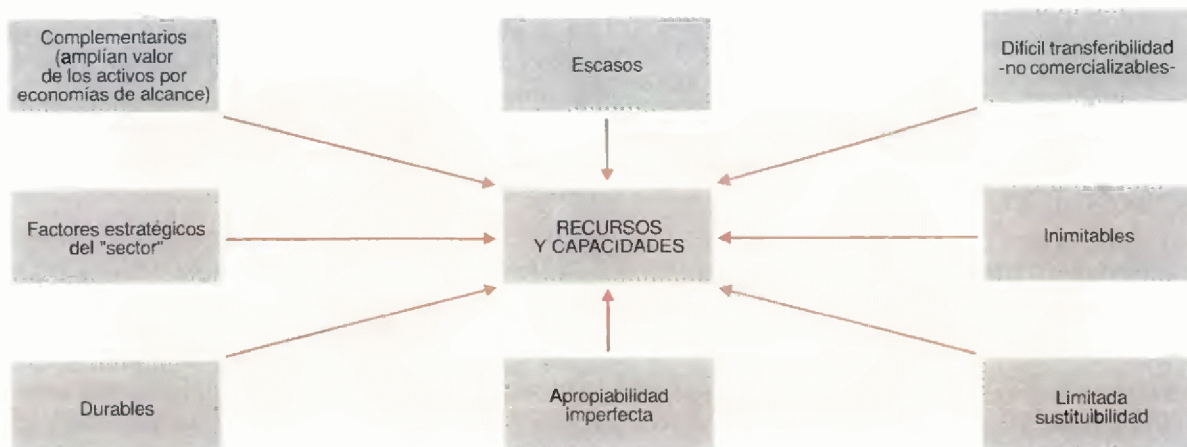 Complementarios
(amplían valor
de los activos por
economías de alcance)
Escasos
Difícil transferibilidad
-no comercializables-
Factores estratégicos
del "sector"
RECURSOS
Y CAPACIDADES
Inimitables
Durables
Apropiabilidad
imperfecta
Limitada
sustituibilidad